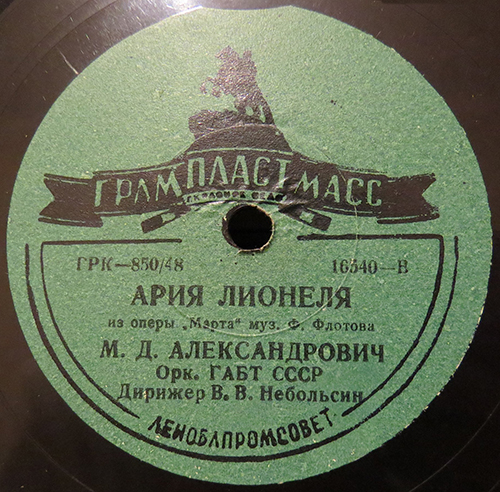 ГРАМПЛАСТМАСС
ГРК—850/48 16540—В
АРИЯ ЛИОНЕЛЯ
из оперы „Марта“ муз. Ф. Флотова
М. Д. АЛЕКСАНДРОВИЧ
Орк. ГАБТ СССР
Дирижер В. В. Небольсин
ЛЕНОБЛПРОМСОВЕТ